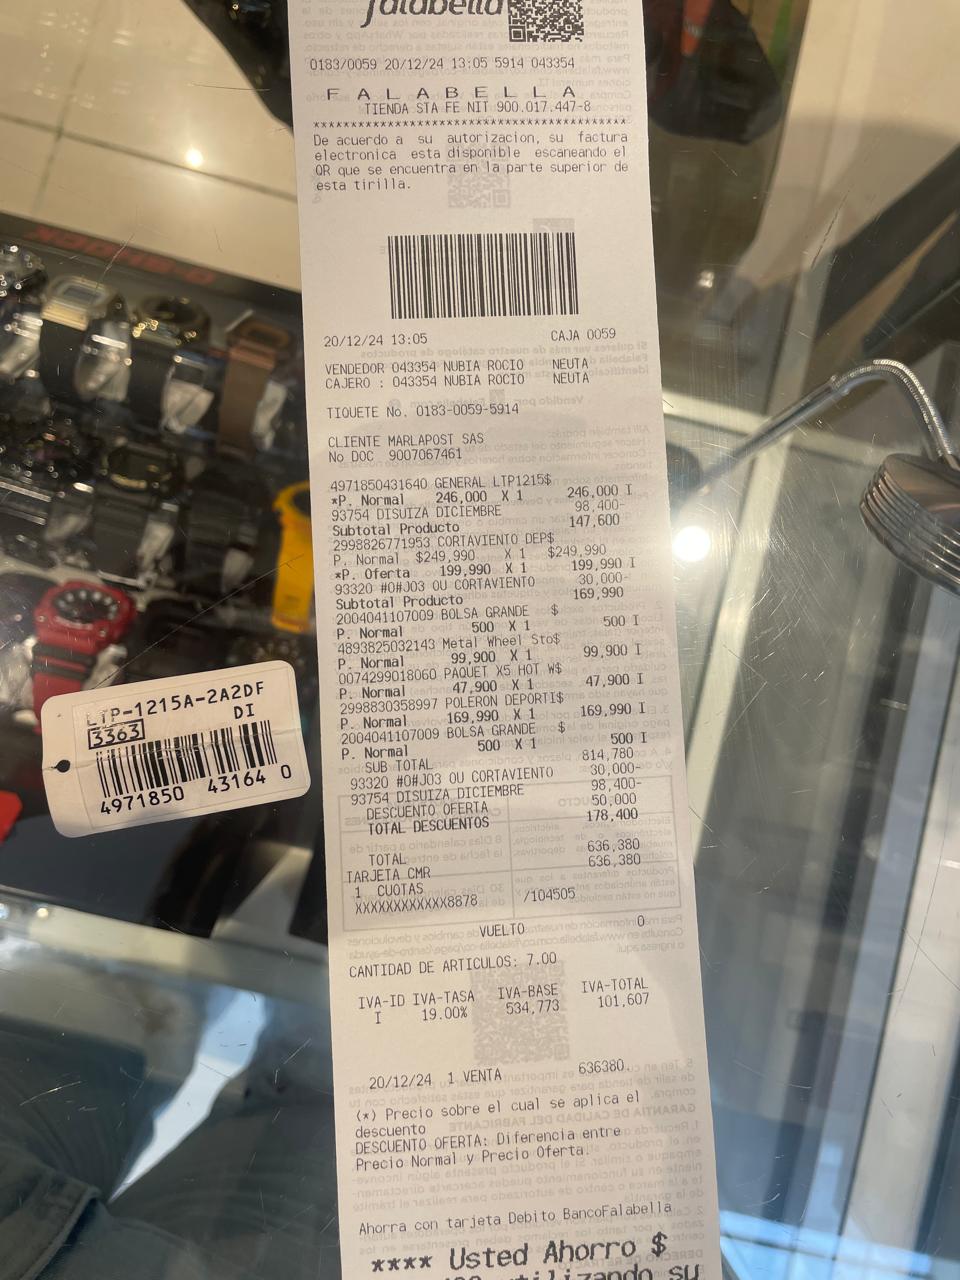 falabella
0183/0059 20/12/24 13:05 5914 043354
F A L A B E L L A
TIENDA STA FE NIT 900.017.447-8
****************************************
De acuerdo a su autorizacion, su factura
electronica esta disponible escaneando el
QR que se encuentra en la parte superior de
esta tirilla.
20/12/24 13:05 CAJA 0059
VENDEDOR 043354 NUBIA ROCIO NEUTA
CAJERO : 043354 NUBIA ROCIO NEUTA
TIQUETE No. 0183-0059-5914
CLIENTE MARLAPOST SAS
No DOC 9007067461
4971850431640 GENERAL LTP1215$
*P. Normal 246,000 X 1 246,000 I
93754 DISUIZA DICIEMBRE 98,400-
Subtotal Producto 147,600
2998826771953 CORTAVIENTO DEP$
P. Normal $249,990 X 1 $249,990
*P. Oferta 199,990 X 1 199,990 I
93320 #O#J03 OU CORTAVIENTO 30,000-
Subtotal Producto 169,990
2004041107009 BOLSA GRANDE $
P. Normal 500 X 1 500 I
4893825032143 Metal Wheel Sto$
P. Normal 99,900 X 1 99,900 I
0074299018060 PAQUET X5 HOT W$
P. Normal 47,900 X 1 47,900 I
2998830358997 POLERON DEPORTI$
P. Normal 169,990 X 1 169,990 I
2004041107009 BOLSA GRANDE $
P. Normal 500 X 1 500 I
SUB TOTAL 814,780
93320 #O#J03 OU CORTAVIENTO 30,000-
93754 DISUIZA DICIEMBRE 98,400-
DESCUENTO OFERTA 50,000
TOTAL DESCUENTOS 178,400
TOTAL 636,380
TARJETA CMR 636,380
1 CUOTAS
XXXXXXXXXXXX8878 /104505
VUELTO 0
CANTIDAD DE ARTICULOS: 7.00
IVA-ID IVA-TASA IVA-BASE IVA-TOTAL
I 19.00% 534,773 101,607
20/12/24 1 VENTA 636380.
(*) Precio sobre el cual se aplica el
descuento
DESCUENTO OFERTA: Diferencia entre
Precio Normal y Precio Oferta.
Ahorra con tarjeta Debito BancoFalabella
**** Usted Ahorro $
utilizando su
LTP-1215A-2A2DF
DI
3363
4971850 43164 0
G-SHOCK